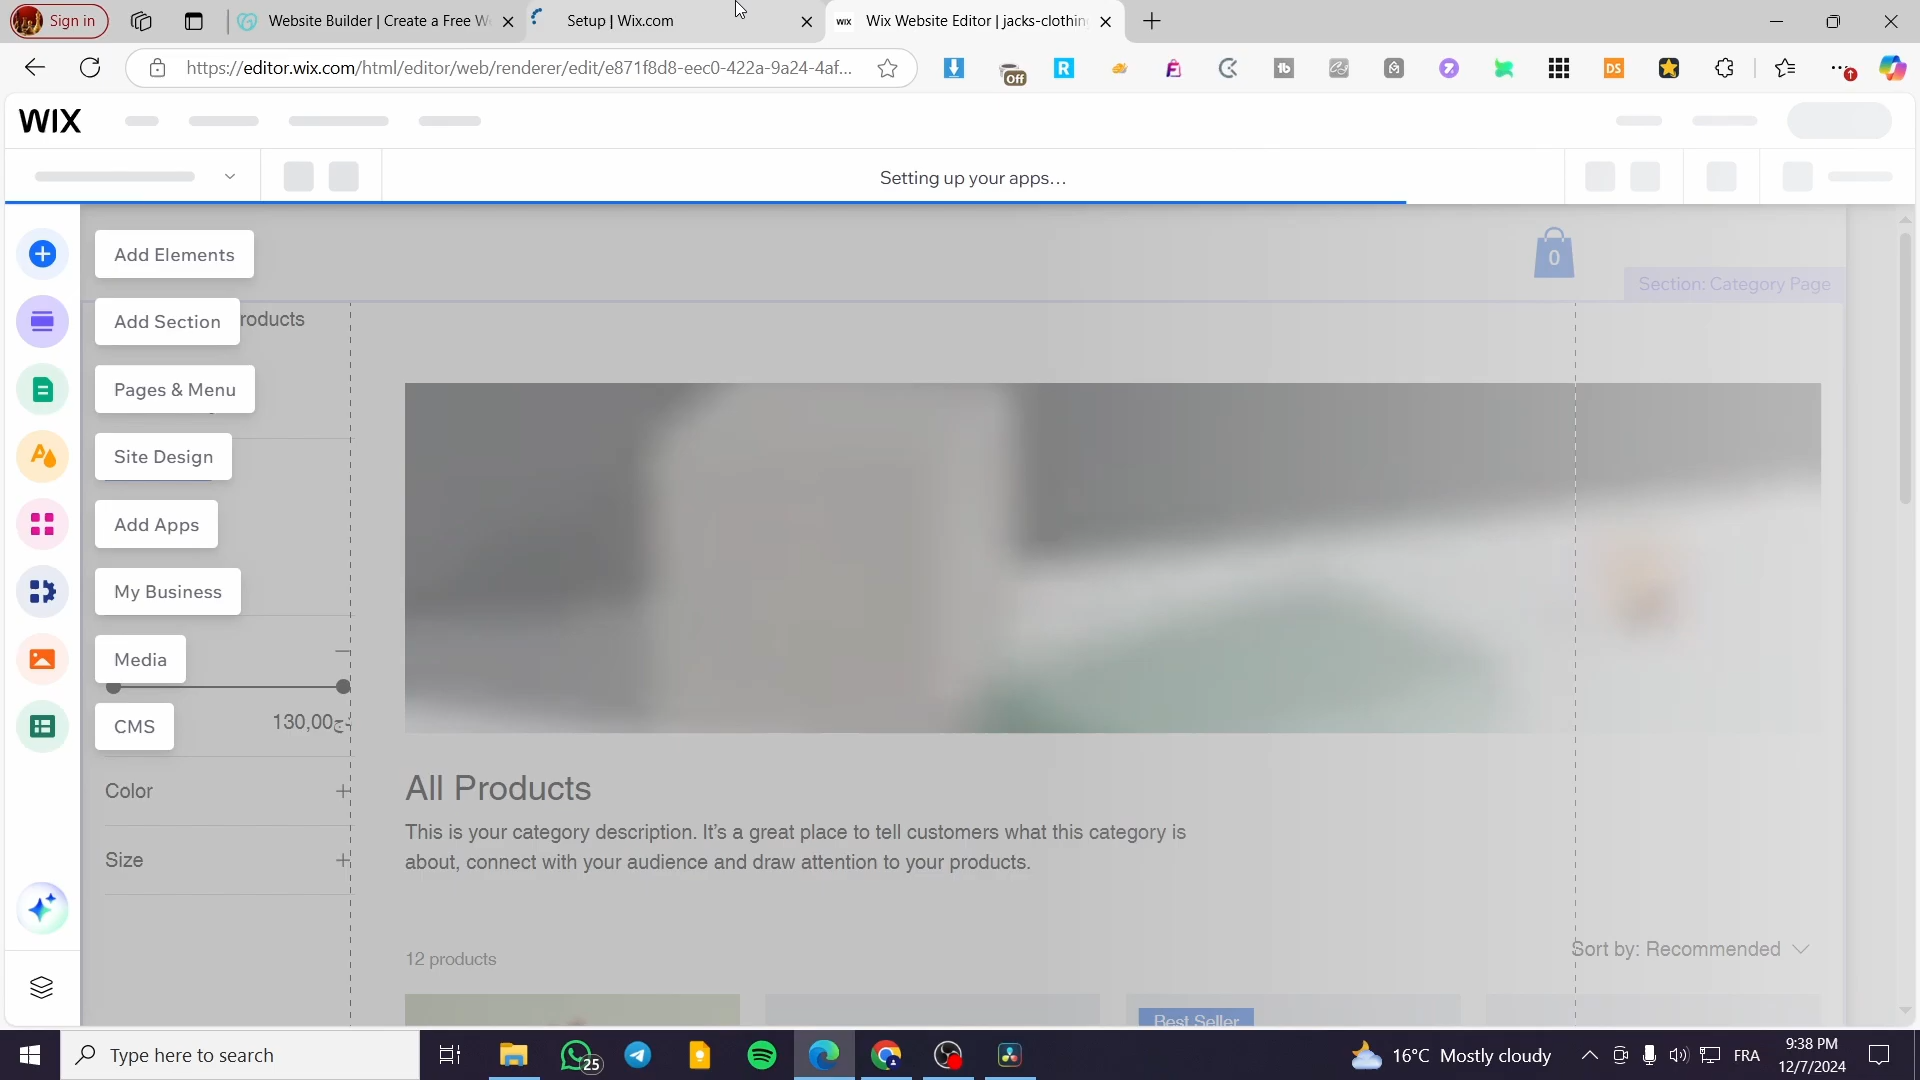 Sign in
Website Builder | Create a Free W
Setup | Wix.com
WIX
Wix Website Editor | jacks-clothin
https://editor.wix.com/html/editor/web/renderer/edit/e871f8d8-eec0-422a-9a24-4af...
Off
R
DS
WIX
Setting up your apps...
Add Elements
0
Section: Category Page
Add Section
roducts
Pages & Menu
Site Design
Add Apps
My Business
Media
CMS
130,00
Color
All Products
This is your category description. It's a great place to tell customers what this category is
about, connect with your audience and draw attention to your products.
Size
12 products
Sort by: Recommended
Best Seller
Type here to search
25
16°C Mostly cloudy
FRA
9:38 PM
12/7/2024